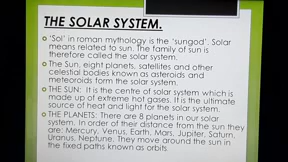 THE SOLAR SYSTEM.
'Sol' in roman mythology is the 'sungod'. Solar
means related to sun. The family of sun is
therefore called the solar system.
The Sun, eight planets, satellites and other
celestial bodies known as asteroids and
meteoroids form the solar system.
THE SUN: It is the centre of solar system which is
made up of extreme hot gases. It is the ultimate
source of heat and light for the solar system.
THE PLANETS: There are 8 planets in our solar
system. In order of their distance from the sun they
are: Mercury, Venus, Earth, Mars, Jupiter, Saturn,
Uranus, Neptune. They move around the sun in
the fixed paths known as orbits